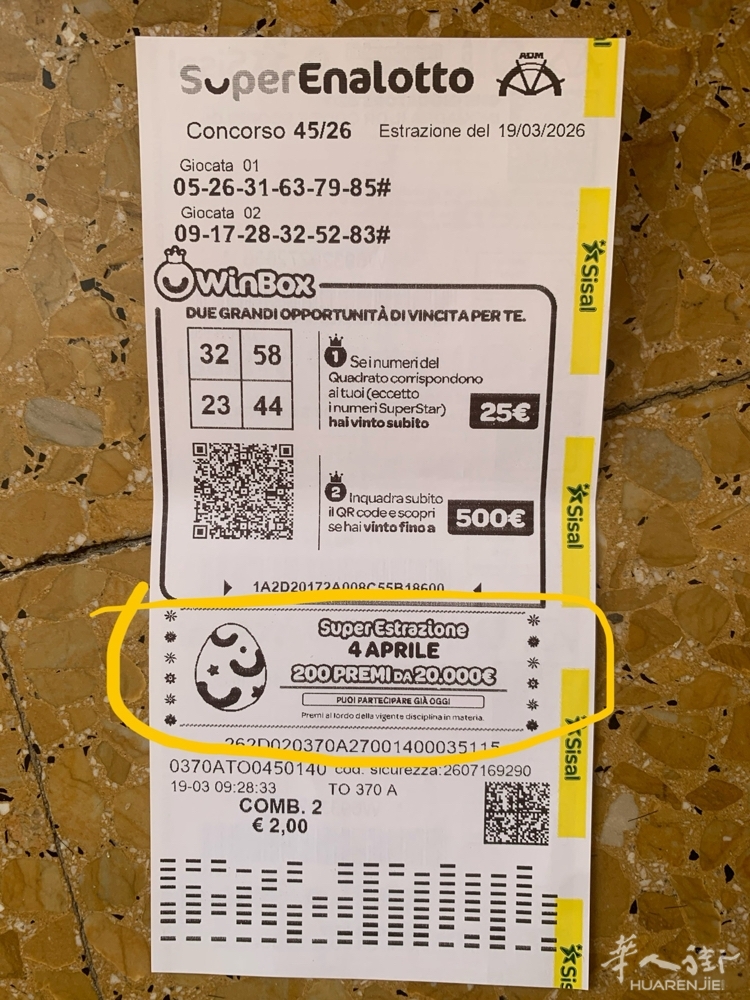 SuperEnalotto
ADM
Concorso 45/26 Estrazione del 19/03/2026
Giocata 01
05-26-31-63-79-85#
Giocata 02
09-17-28-32-52-83#
WinBox
DUE GRANDI OPPORTUNITÀ DI VINCITA PER TE.
32 58
23 44
1 Se i numeri del
Quadrato corrispondono
ai tuoi (eccetto
i numeri SuperStar)
hai vinto subito
25€
2 Inquadra subito
il QR code e scopri
se hai vinto fino a
500€
1A2D20172A008C55B18600
SuperEstrazione
4 APRILE
200 PREMI DA 20.000€
PUOI PARTECIPARE GIÀ OGGI
Premi al lordo della vigente disciplina in materia.
262D020370A27001400035115
0370ATO0450140 cod. sicurezza:2607169290
19-03 09:28:33 TO 370 A
COMB. 2
€ 2,00
Sisal
Sisal
Sisal
Sis
华人街
HUARENJIE